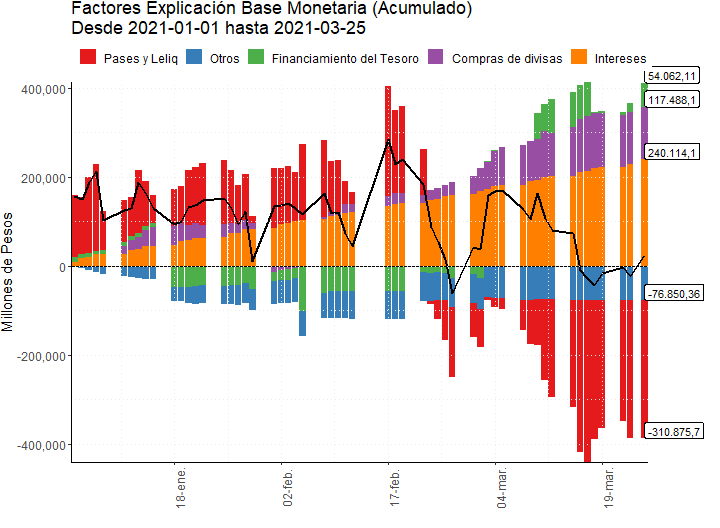 Factores Explicación Base Monetaria (Acumulado)
Desde 2021-01-01 hasta 2021-03-25
Pases y Leliq Otros Financiamiento del Tesoro Compras de divisas Intereses
Millones de Pesos
400,000
200,000
0
-200,000
-400,000
54.062,11
117.488,1
240.114,1
-76.850,36
-310.875,7
18-ene.
02-feb.
17-feb.
04-mar.
19-mar.